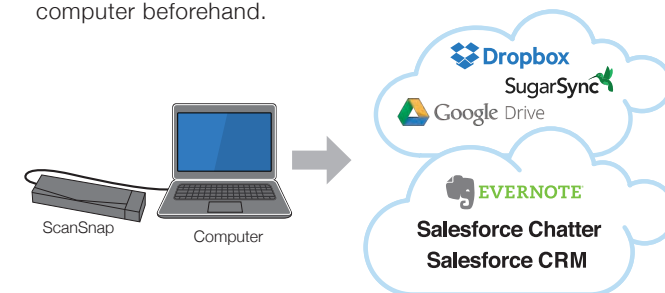 computer beforehand.
Dropbox
SugarSync
Google Drive
EVERNOTE
Salesforce Chatter
Salesforce CRM
ScanSnap
Computer